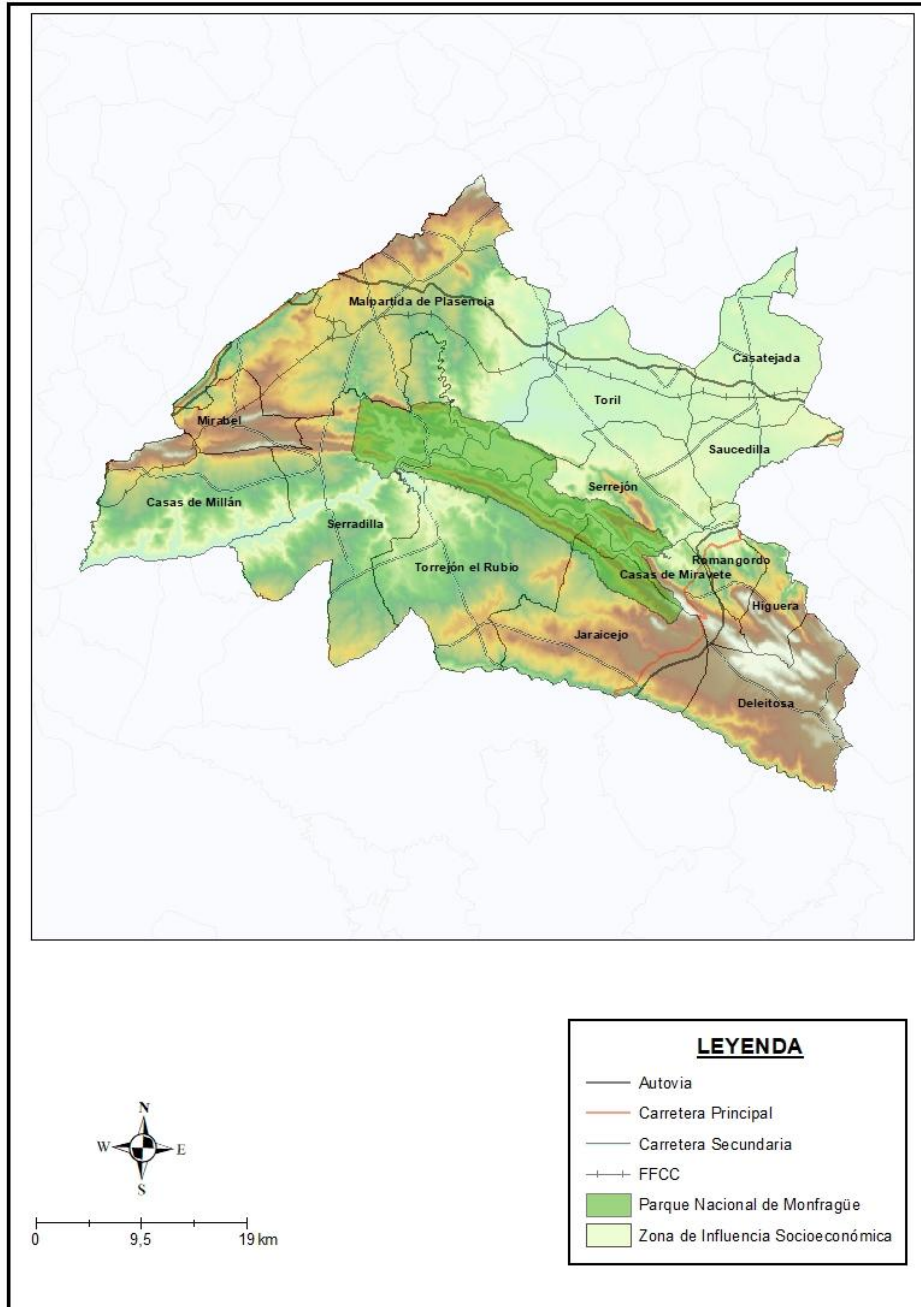 Malpartida de Plasencia
Casatejada
Toril
Mirabel
Saucedilla
Serrejón
Casas de Millán
Serradilla
Romangordo
Torrejón el Rubio
Casas de Miravete
Higuera
Jaraicejo
Deleitosa
LEYENDA
Autovia
Carretera Principal
Carretera Secundaria
FFCC
Parque Nacional de Monfragüe
Zona de Influencia Socioeconómica
N
W E
S
0 9,5 19 km